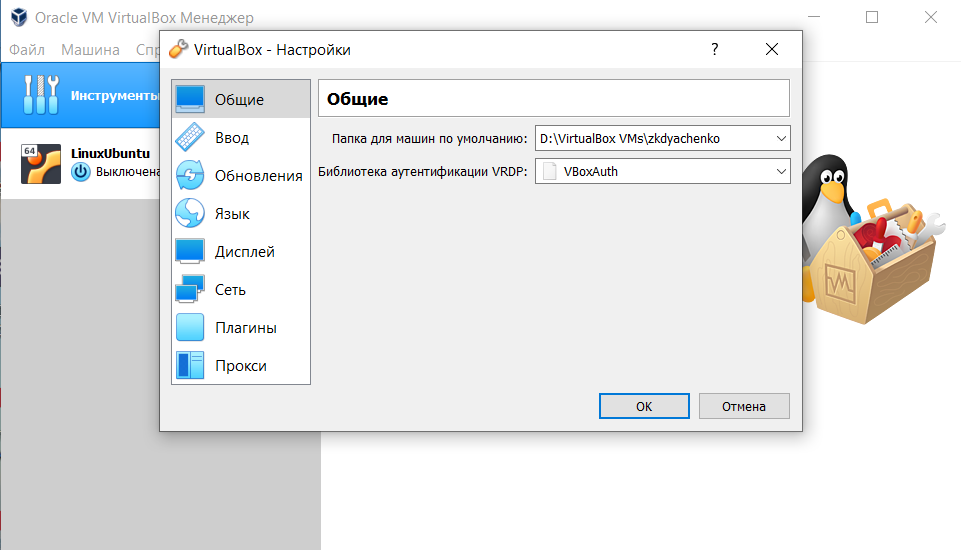 Oracle VM VirtualBox Менеджер
Файл Машина
VirtualBox - Настройки
?
Инструменты
64
LinuxUbuntu
Выключена
Общие
Ввод
Обновления
Язык
Дисплей
Сеть
Плагины
Прокси
Общие
Папка для машин по умолчанию: D:\VirtualBox VMs\zkdyachenko
Библиотека аутентификации VRDP: VBoxAuth
OK Отмена